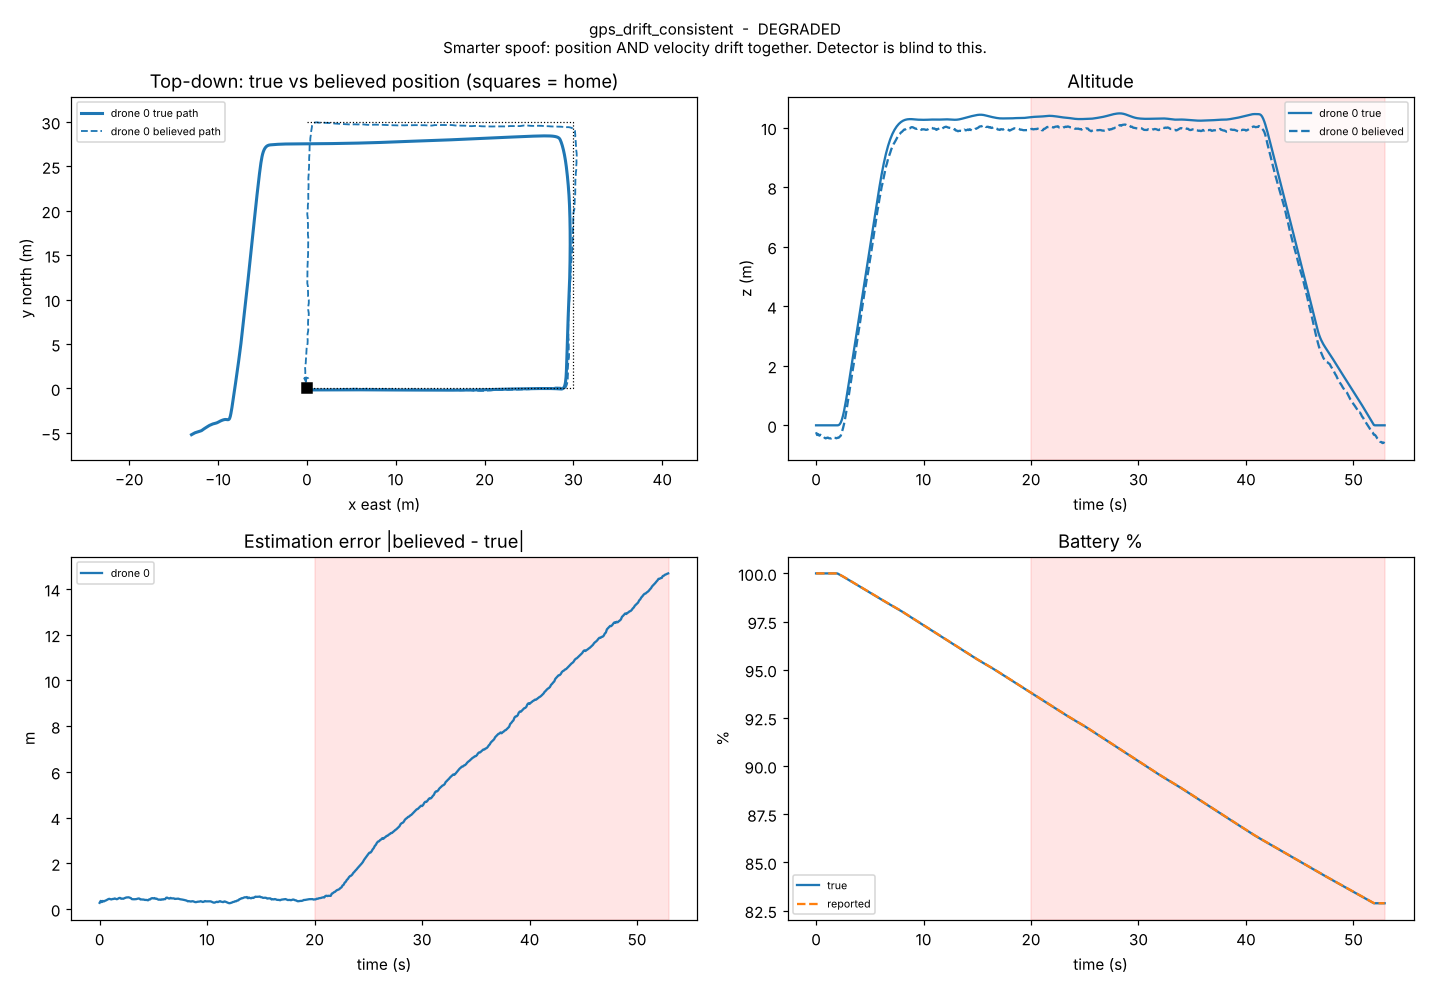 gps_drift_consistent  -  DEGRADED
Smarter spoof: position AND velocity drift together. Detector is blind to this.
Top-down: true vs believed position (squares = home)
drone 0 true path
drone 0 believed path
y north (m)
30
25
20
15
10
5
0
−5
−20
−10
0
10
20
30
40
x east (m)
Altitude
drone 0 true
drone 0 believed
z (m)
10
8
6
4
2
0
0
10
20
30
40
50
time (s)
Estimation error |believed - true|
drone 0
m
14
12
10
8
6
4
2
0
0
10
20
30
40
50
time (s)
Battery %
%
100.0
97.5
95.0
92.5
90.0
87.5
85.0
82.5
true
reported
0
10
20
30
40
50
time (s)